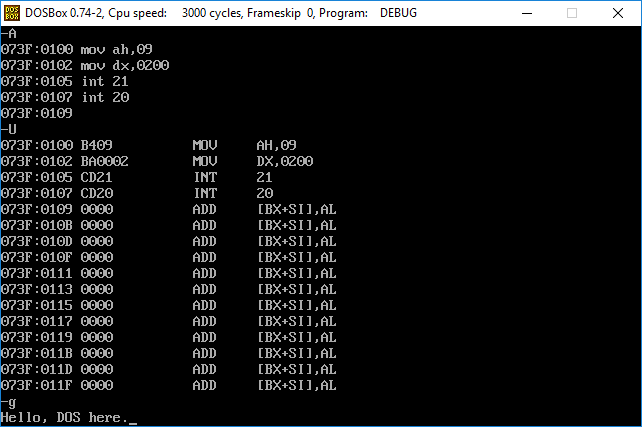 DOSBox 0.74-2, Cpu speed: 3000 cycles, Frameskip 0, Program: DEBUG
-A
073F:0100 mov ah,09
073F:0102 mov dx,0200
073F:0105 int 21
073F:0107 int 20
073F:0109
-U
073F:0100 B409 MOV AH,09
073F:0102 BA0002 MOV DX,0200
073F:0105 CD21 INT 21
073F:0107 CD20 INT 20
073F:0109 0000 ADD [BX+SI],AL
073F:010B 0000 ADD [BX+SI],AL
073F:010D 0000 ADD [BX+SI],AL
073F:010F 0000 ADD [BX+SI],AL
073F:0111 0000 ADD [BX+SI],AL
073F:0113 0000 ADD [BX+SI],AL
073F:0115 0000 ADD [BX+SI],AL
073F:0117 0000 ADD [BX+SI],AL
073F:0119 0000 ADD [BX+SI],AL
073F:011B 0000 ADD [BX+SI],AL
073F:011D 0000 ADD [BX+SI],AL
073F:011F 0000 ADD [BX+SI],AL
-g
Hello, DOS here._